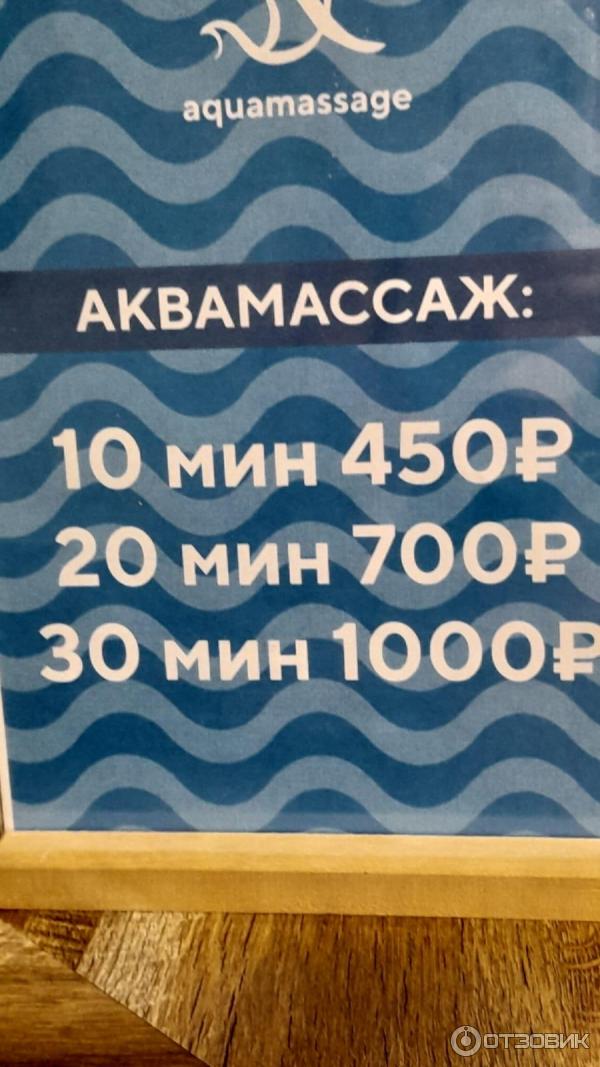 aquamassage
АКВАМАССАЖ:
10 мин 450₽
20 мин 700₽
30 мин 1000₽
ОТЗОВИК